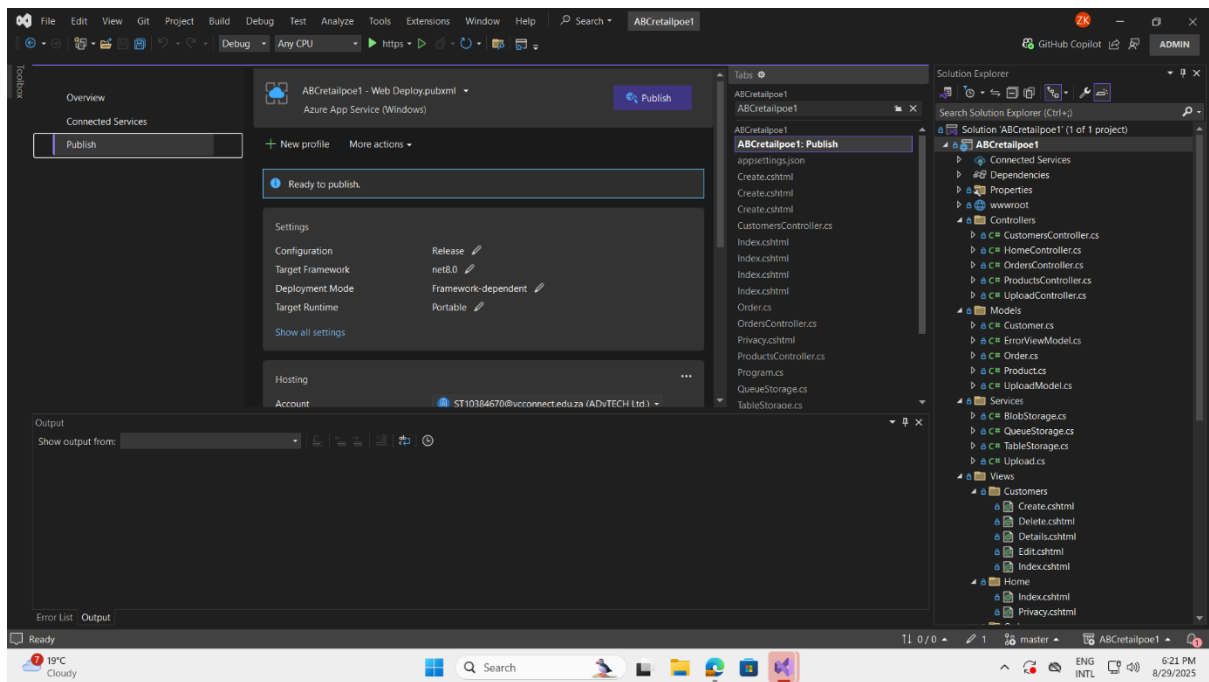 File Edit View Git Project Build Debug Test Analyze Tools Extensions Window Help Search ABCretailpoe1 ZK
Debug Any CPU https GitHub Copilot ADMIN
Toolbox
Overview
Connected Services
Publish
ABCretailpoe1 - Web Deploy.pubxml
Azure App Service (Windows)
Publish
New profile More actions
Ready to publish.
Settings
Configuration Release
Target Framework net8.0
Deployment Mode Framework-dependent
Target Runtime Portable
Show all settings
Hosting
Account ST10384670@vcconnect.edu.za (ADvTECH Ltd.)
Tabs
ABCretailpoe1
ABCretailpoe1
ABCretailpoe1
ABCretailpoe1: Publish
appsettings.json
Create.cshtml
Create.cshtml
Create.cshtml
CustomersController.cs
Index.cshtml
Index.cshtml
Index.cshtml
Index.cshtml
Order.cs
OrdersController.cs
Privacy.cshtml
ProductsController.cs
Program.cs
QueueStorage.cs
TableStorage.cs
Solution Explorer
Search Solution Explorer (Ctrl+;)
Solution 'ABCretailpoe1' (1 of 1 project)
ABCretailpoe1
Connected Services
Dependencies
Properties
wwwroot
Controllers
C# CustomersController.cs
C# HomeController.cs
C# OrdersController.cs
C# ProductsController.cs
C# UploadController.cs
Models
C# Customer.cs
C# ErrorViewModel.cs
C# Order.cs
C# Product.cs
C# UploadModel.cs
Services
C# BlobStorage.cs
C# QueueStorage.cs
C# TableStorage.cs
C# Upload.cs
Views
Customers
Create.cshtml
Delete.cshtml
Details.cshtml
Edit.cshtml
Index.cshtml
Home
Index.cshtml
Privacy.cshtml
Output
Show output from:
Error List Output
Ready 0 / 0 1 master ABCretailpoe1 1
7 19°C
Cloudy
Search
ENG
INTL
6:21 PM
8/29/2025